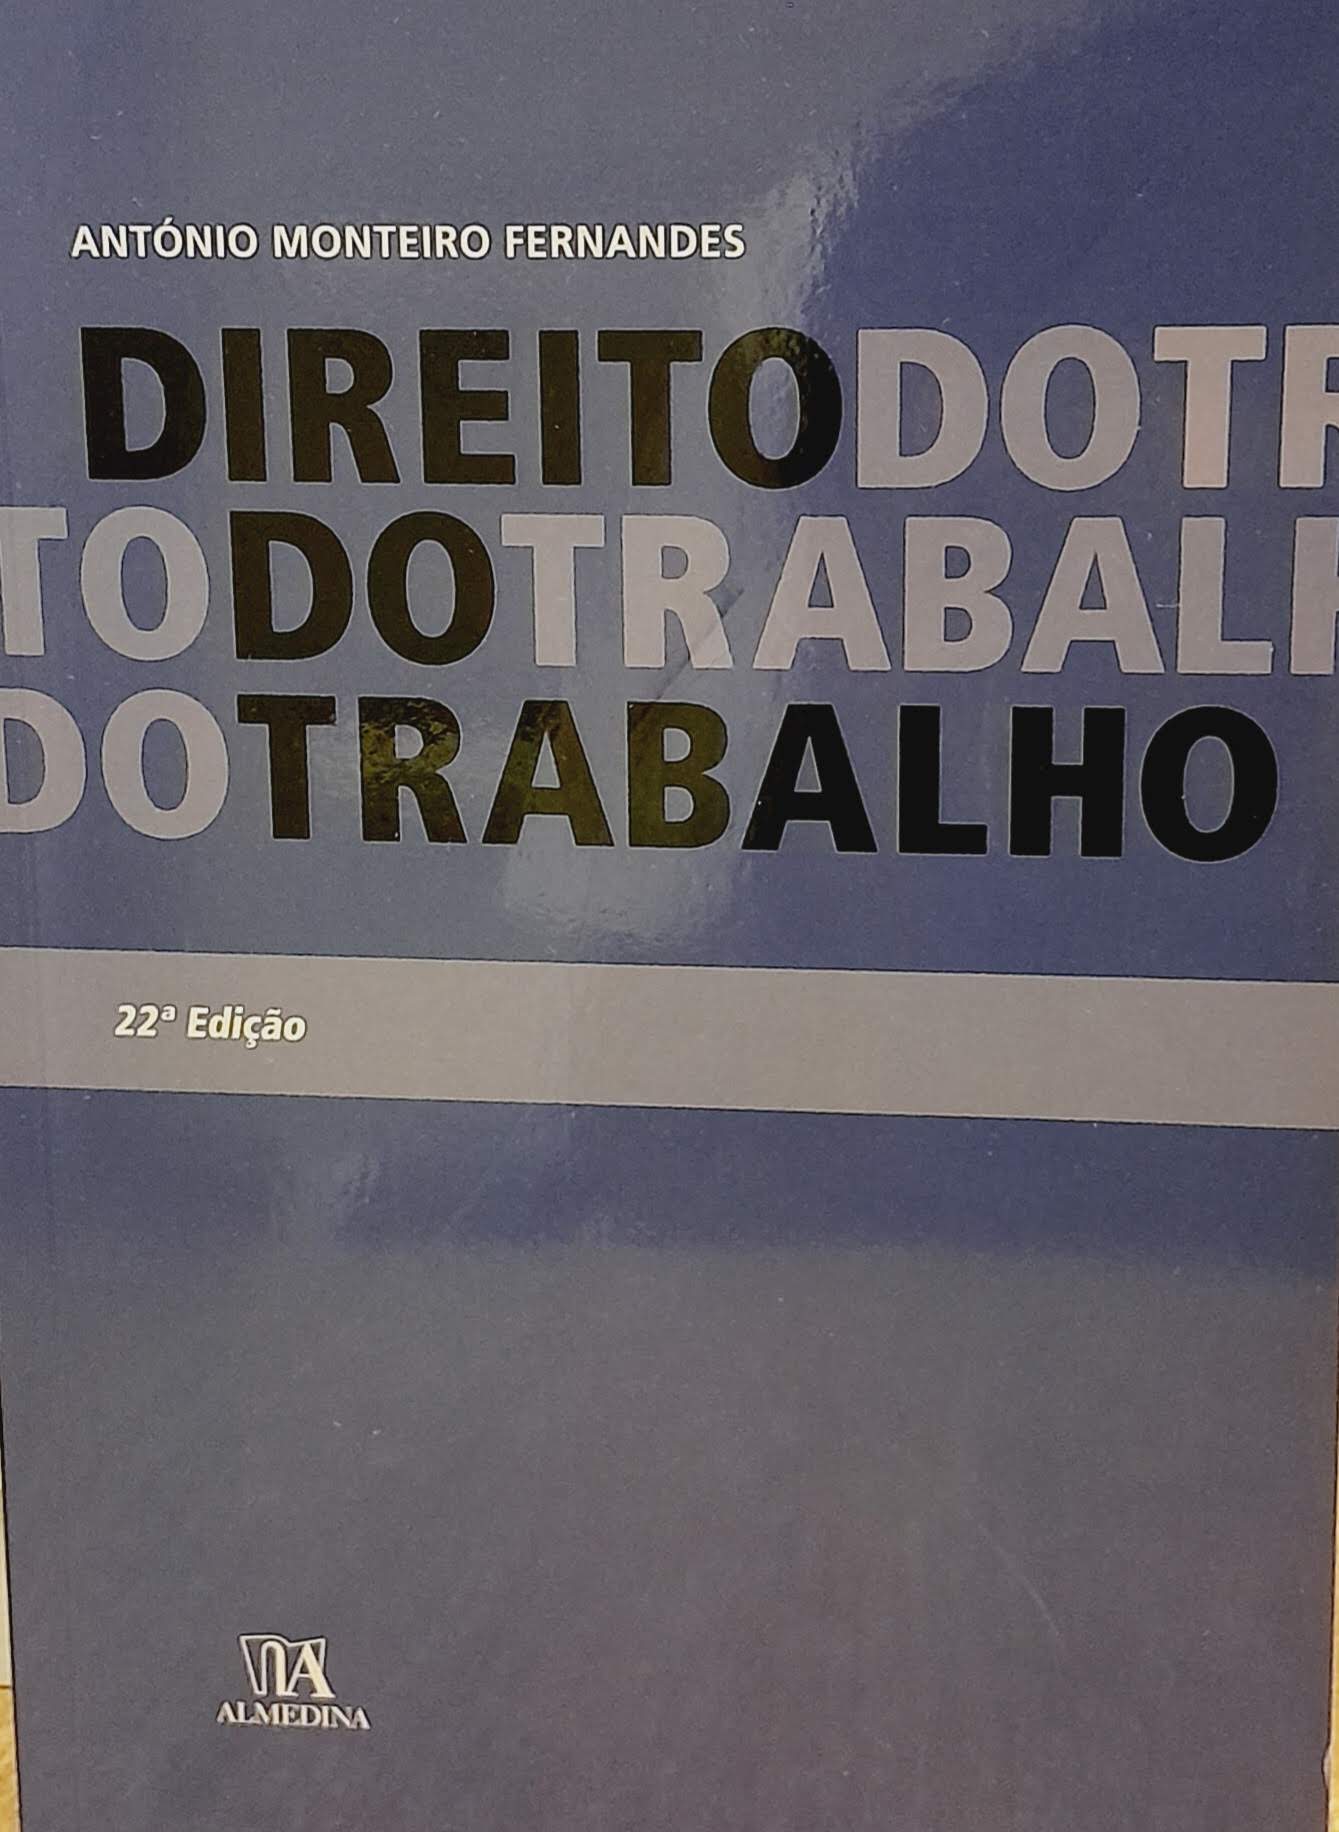 ANTÓNIO MONTEIRO FERNANDES
DIREITODOTR
TODOTRABALH
DOTRABALHO
22ª Edição
ALMEDINA